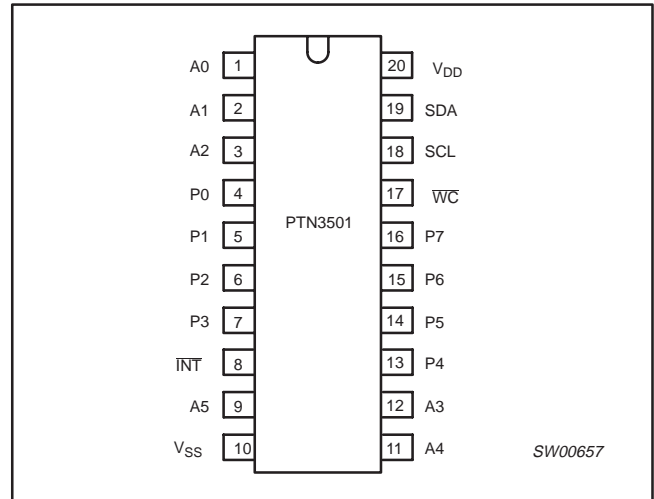 A0 1 20 VDD
A1 2 19 SDA
A2 3 18 SCL
P0 4 17 W̅C̅
PTN3501
P1 5 16 P7
P2 6 15 P6
P3 7 14 P5
I̅N̅T̅ 8 13 P4
A5 9 12 A3
VSS 10 11 A4
SW00657